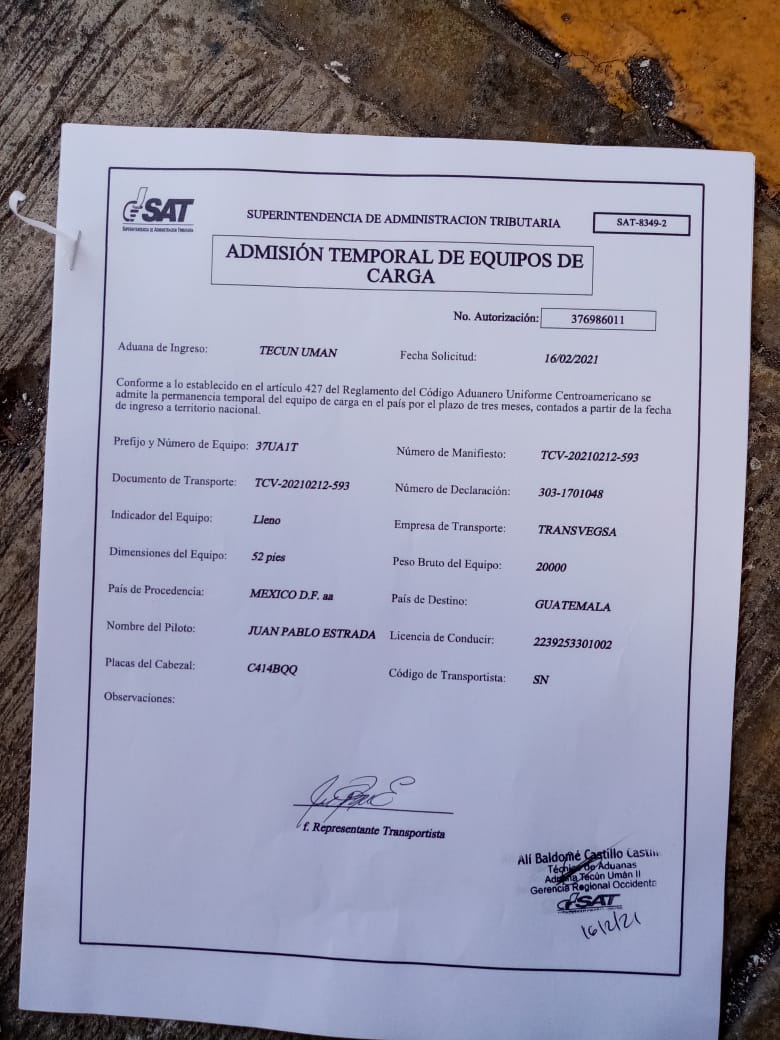 SAT
SUPERINTENDENCIA DE ADMINISTRACION TRIBUTARIA
SUPERINTENDENCIA DE ADMINISTRACION TRIBUTARIA
SAT-8349-2
ADMISIÓN TEMPORAL DE EQUIPOS DE
CARGA
No. Autorización: 376986011
Aduana de Ingreso: TECUN UMAN Fecha Solicitud: 16/02/2021
Conforme a lo establecido en el artículo 427 del Reglamento del Código Aduanero Uniforme Centroamericano se
admite la permanencia temporal del equipo de carga en el país por el plazo de tres meses, contados a partir de la fecha
de ingreso a territorio nacional.
Prefijo y Número de Equipo: 37UA1T Número de Manifiesto: TCV-20210212-593
Documento de Transporte: TCV-20210212-593 Número de Declaración: 303-1701048
Indicador del Equipo: Lleno Empresa de Transporte: TRANSVEGSA
Dimensiones del Equipo: 52 pies Peso Bruto del Equipo: 20000
País de Procedencia: MEXICO D.F. aa País de Destino: GUATEMALA
Nombre del Piloto: JUAN PABLO ESTRADA Licencia de Conducir: 2239253301002
Placas del Cabezal: C414BQQ Código de Transportista: SN
Observaciones:
f. Representante Transportista
Alí Baldomé Castillo Castill
Técnico de Aduanas
Aduana Tecún Umán II
Gerencia Regional Occidente
SAT
16/2/21